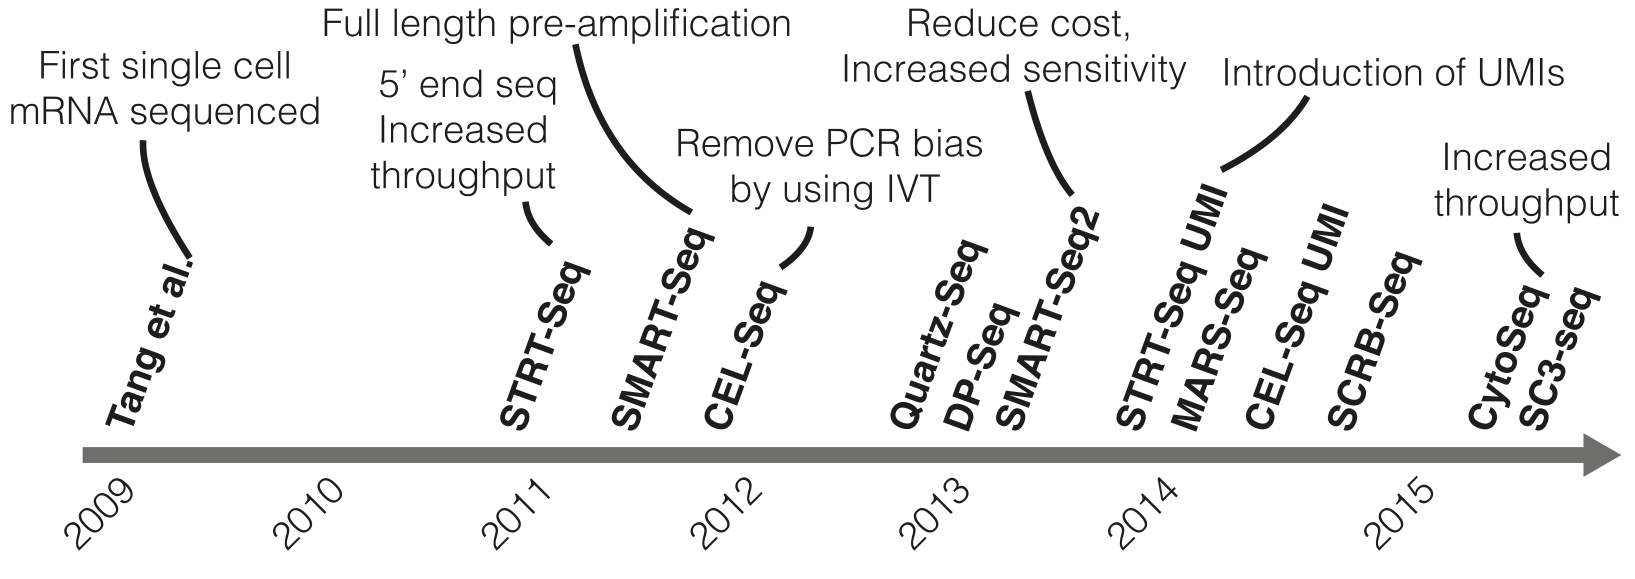 Full length pre-amplification
Reduce cost,
Increased sensitivity
First single cell
mRNA sequenced
5’ end seq
Increased
throughput
Introduction of UMIs
Remove PCR bias
by using IVT
Increased
throughput
Tang et al.
STRT-Seq
SMART-Seq
CEL-Seq
Quartz-Seq
DP-Seq
SMART-Seq2
STRT-Seq UMI
MARS-Seq
CEL-Seq UMI
SCRB-Seq
CytoSeq
SC3-seq
2009
2010
2011
2012
2013
2014
2015